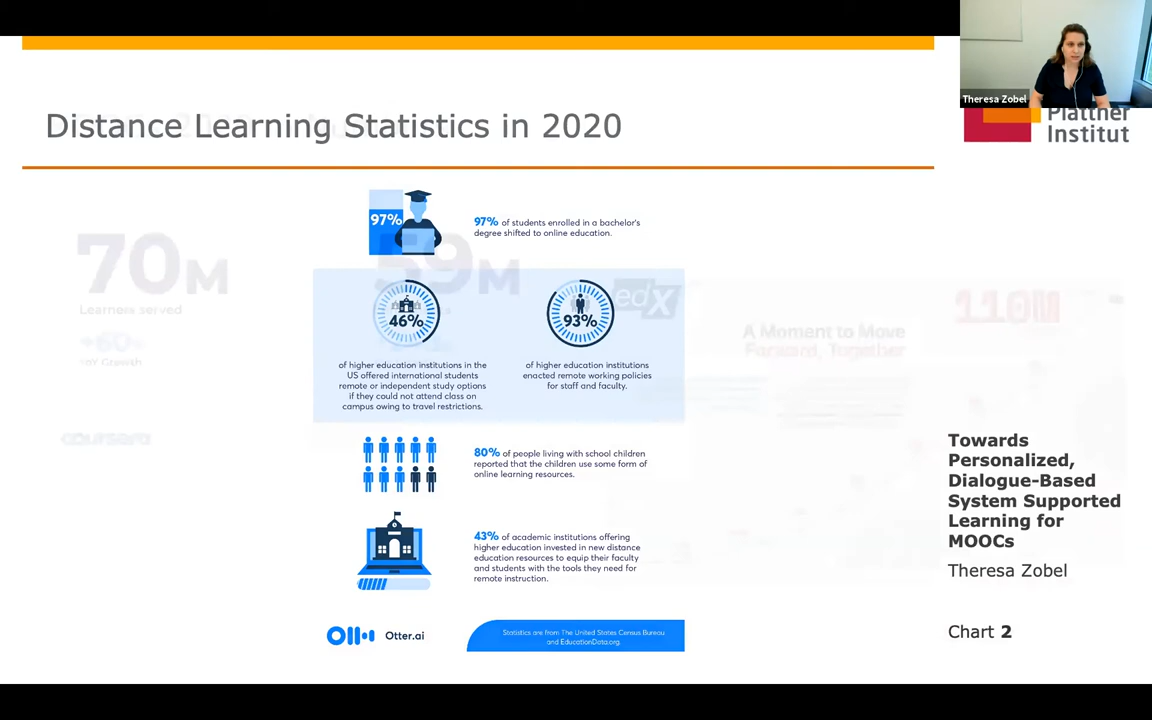 Theresa Zobel
Plattner
Institut
Distance Learning Statistics in 2020
97%
97% of students enrolled in a bachelor's
degree shifted to online education.
70M
Learners served
+60%
YoY Growth
59M
edX
110M
A Moment to Move
Forward, Together
46%
93%
of higher education institutions in the
US offered international students
remote or independent study options
if they could not attend class on
campus owing to travel restrictions.
of higher education institutions
enacted remote working policies
for staff and faculty.
coursera
80% of people living with school children
reported that the children use some form of
online learning resources.
43% of academic institutions offering
higher education invested in new distance
education resources to equip their faculty
and students with the tools they need for
remote instruction.
Otter.ai
Statistics are from The United States Census Bureau
and EducationData.org.
Towards
Personalized,
Dialogue-Based
System Supported
Learning for
MOOCs
Theresa Zobel
Chart 2